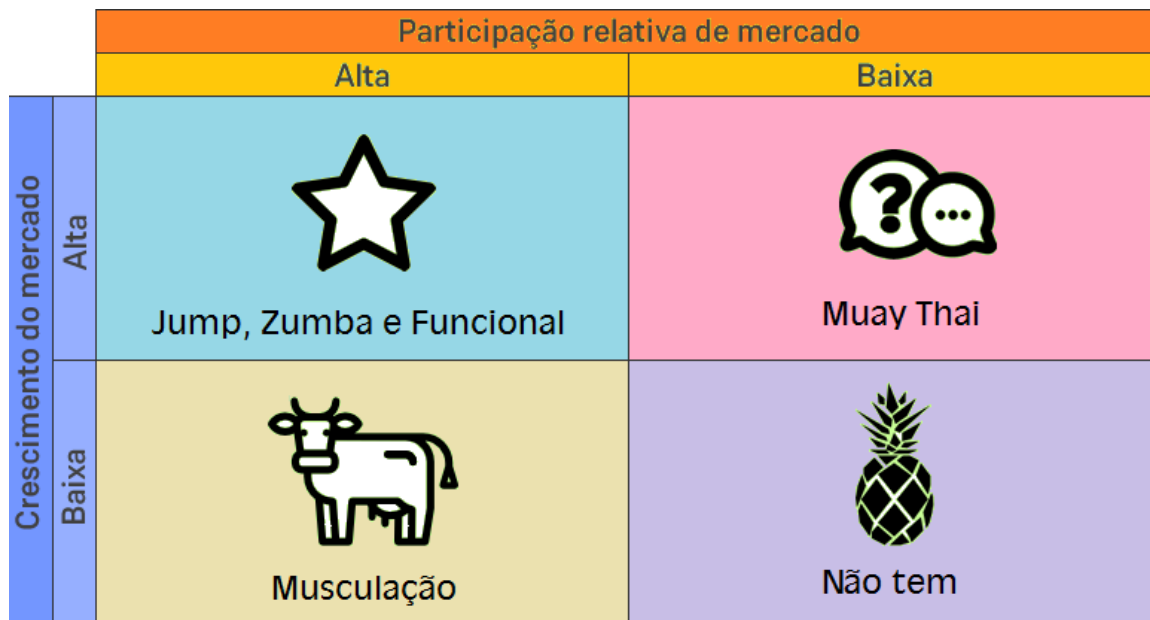 Participação relativa de mercado
Alta
Baixa
Crescimento do mercado
Alta
Jump, Zumba e Funcional
?
...
Muay Thai
Baixa
Musculação
Não tem